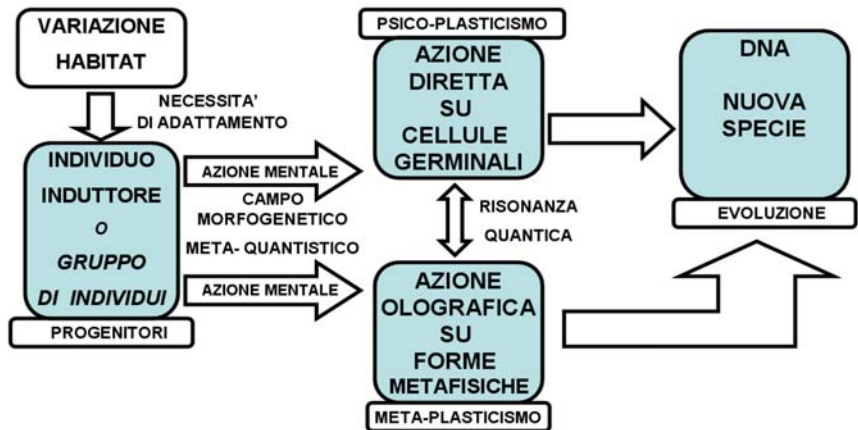 VARIAZIONE
HABITAT
NECESSITA'
DI ADATTAMENTO
INDIVIDUO
INDUTTORE
O
GRUPPO
DI INDIVIDUI
PROGENITORI
AZIONE MENTALE
CAMPO
MORFOGENETICO
META- QUANTISTICO
AZIONE MENTALE
PSICO-PLASTICISMO
AZIONE
DIRETTA
SU
CELLULE
GERMINALI
RISONANZA
QUANTICA
AZIONE
OLOGRAFICA
SU
FORME
METAFISICHE
META-PLASTICISMO
DNA
NUOVA
SPECIE
EVOLUZIONE